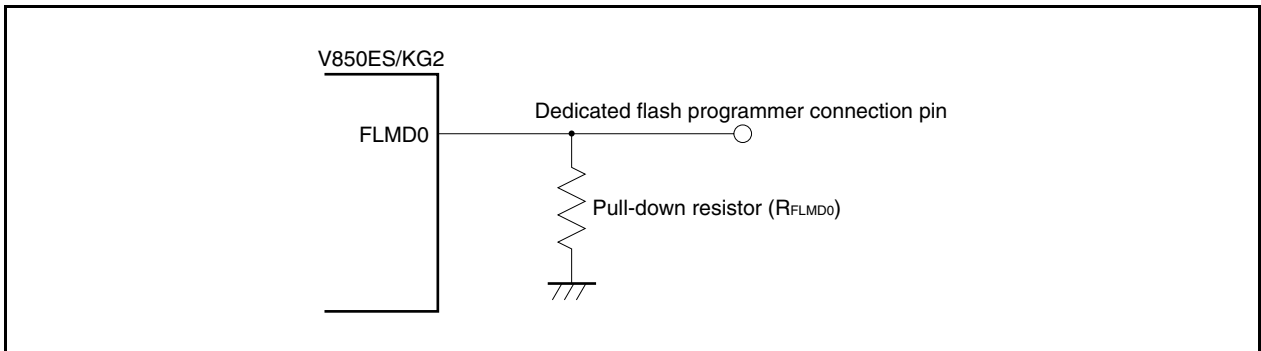 V850ES/KG2
Dedicated flash programmer connection pin
FLMD0
Pull-down resistor (RFLMD0)